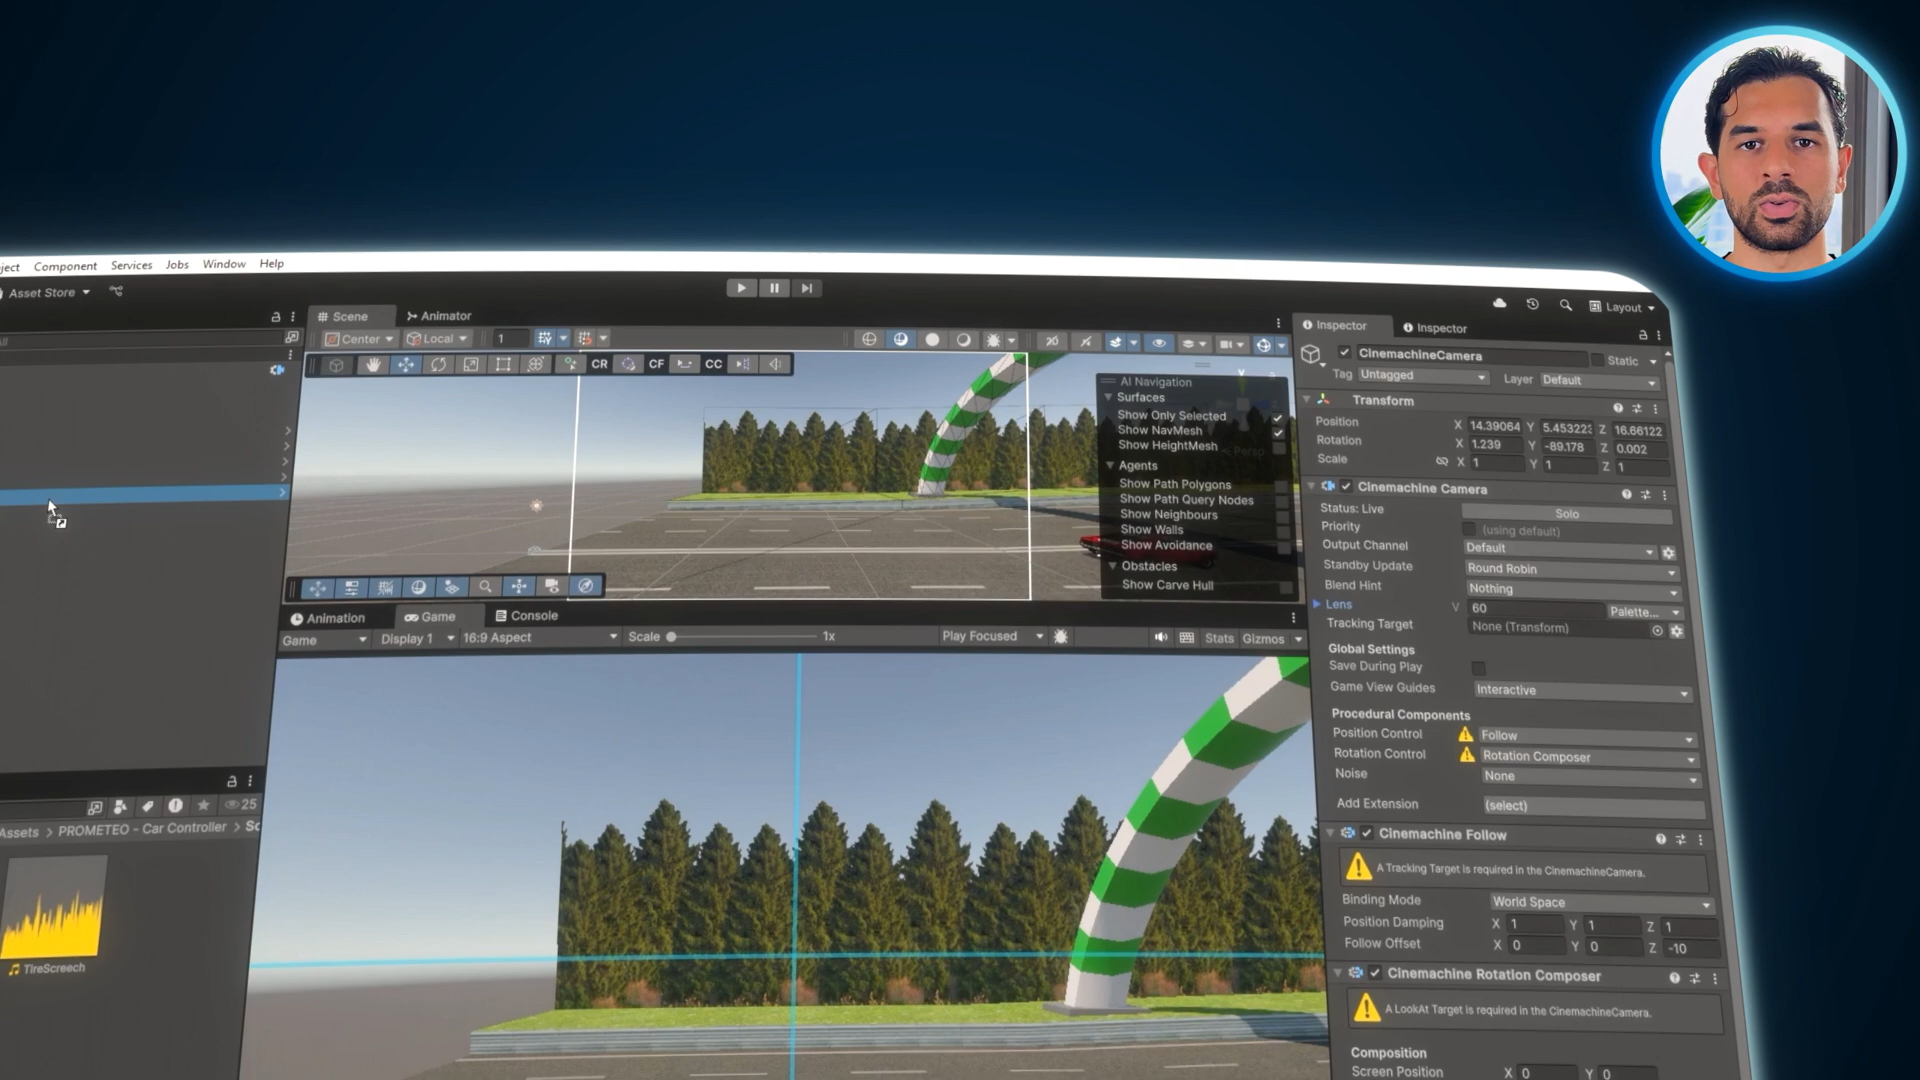 ject Component Services Jobs Window Help
Asset Store
Layout
Scene Animator
Inspector Inspector
Center Local 1
CR CF CC
CinemachineCamera Static
Tag Untagged Layer Default
Transform
Position X 14.39064 Y 5.45322 Z 16.66122
Rotation X 1.239 Y -89.178 Z 0.002
Scale X 1 Y 1 Z 1
AI Navigation
Surfaces
Show Only Selected
Show NavMesh
Show HeightMesh
Agents
Show Path Polygons
Show Path Query Nodes
Show Neighbours
Show Walls
Show Avoidance
Obstacles
Show Carve Hull
Cinemachine Camera
Status: Live Solo
Priority (using default)
Output Channel Default
Standby Update Round Robin
Blend Hint Nothing
Lens V 60 Palette...
Tracking Target None (Transform)
Global Settings
Save During Play
Game View Guides Interactive
Procedural Components
Position Control Follow
Rotation Control Rotation Composer
Noise None
Add Extension (select)
Cinemachine Follow
A Tracking Target is required in the CinemachineCamera.
Binding Mode World Space
Position Damping X 1 Y 1 Z 1
Follow Offset X 0 Y 0 Z -10
Cinemachine Rotation Composer
A LookAt Target is required in the CinemachineCamera.
Composition
Screen Position X 0 Y 0
Animation Game Console
Game Display 1 16:9 Aspect Scale 1x Play Focused Stats Gizmos
25
Assets > PROMETEO - Car Controller > Sc
TireScreech